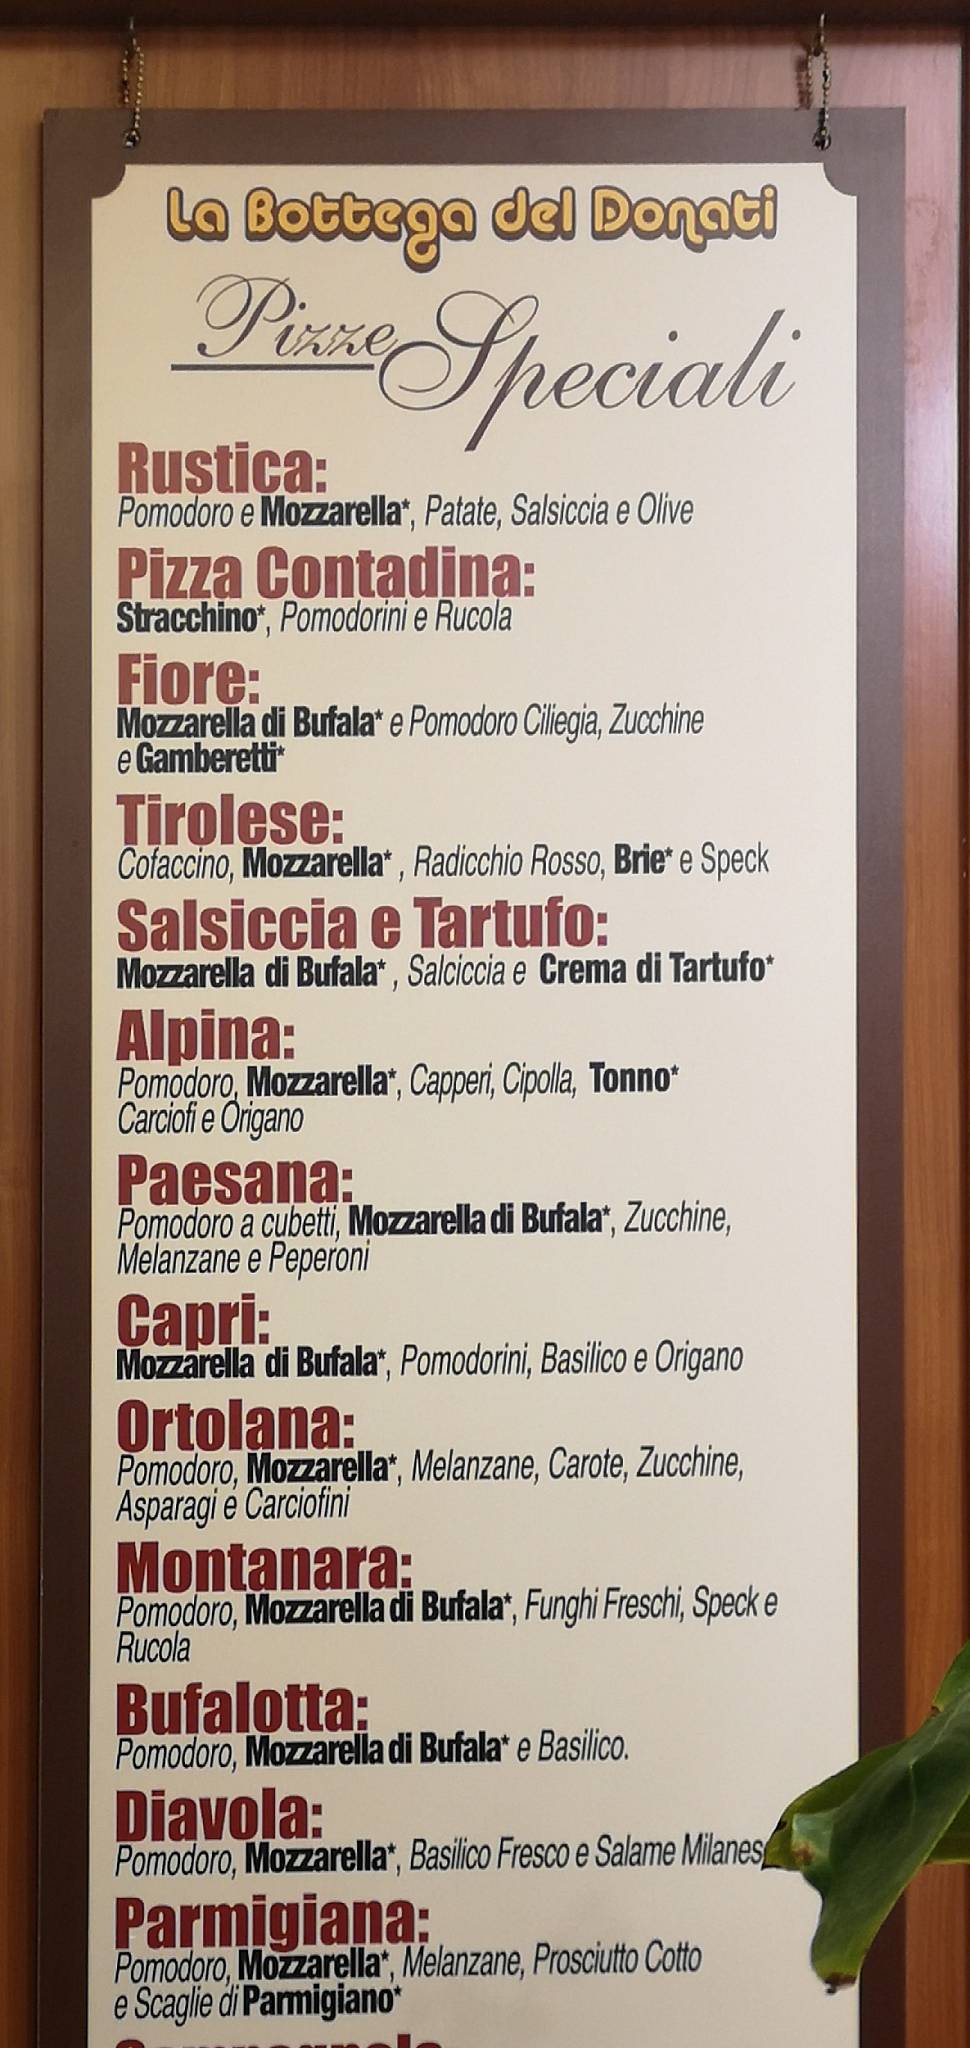 La Bottega del Donati
Pizze Speciali
Rustica:
Pomodoro e Mozzarella*, Patate, Salsiccia e Olive
Pizza Contadina:
Stracchino*, Pomodorini e Rucola
Fiore:
Mozzarella di Bufala* e Pomodoro Ciliegia, Zucchine
e Gamberetti*
Tirolese:
Cofaccino, Mozzarella* , Radicchio Rosso, Brie* e Speck
Salsiccia e Tartufo:
Mozzarella di Bufala* , Salciccia e Crema di Tartufo*
Alpina:
Pomodoro, Mozzarella*, Capperi, Cipolla, Tonno*
Carciofi e Origano
Paesana:
Pomodoro a cubetti, Mozzarella di Bufala*, Zucchine,
Melanzane e Peperoni
Capri:
Mozzarella di Bufala*, Pomodorini, Basilico e Origano
Ortolana:
Pomodoro, Mozzarella*, Melanzane, Carote, Zucchine,
Asparagi e Carciofini
Montanara:
Pomodoro, Mozzarella di Bufala*, Funghi Freschi, Speck e
Rucola
Bufalotta:
Pomodoro, Mozzarella di Bufala* e Basilico.
Diavola:
Pomodoro, Mozzarella*, Basilico Fresco e Salame Milanes
Parmigiana:
Pomodoro, Mozzarella*, Melanzane, Prosciutto Cotto
e Scaglie di Parmigiano*